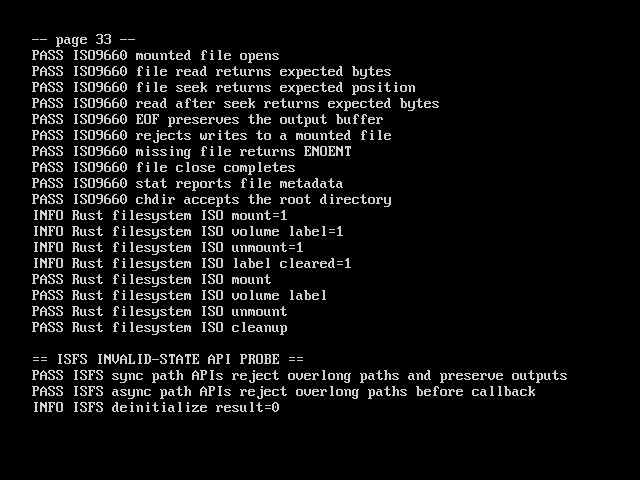 -- page 33 --
PASS ISO9660 mounted file opens
PASS ISO9660 file read returns expected bytes
PASS ISO9660 file seek returns expected position
PASS ISO9660 read after seek returns expected bytes
PASS ISO9660 EOF preserves the output buffer
PASS ISO9660 rejects writes to a mounted file
PASS ISO9660 missing file returns ENOENT
PASS ISO9660 file close completes
PASS ISO9660 stat reports file metadata
PASS ISO9660 chdir accepts the root directory
INFO Rust filesystem ISO mount=1
INFO Rust filesystem ISO volume label=1
INFO Rust filesystem ISO unmount=1
INFO Rust filesystem ISO label cleared=1
PASS Rust filesystem ISO mount
PASS Rust filesystem ISO volume label
PASS Rust filesystem ISO unmount
PASS Rust filesystem ISO cleanup
== ISFS INVALID-STATE API PROBE ==
PASS ISFS sync path APIs reject overlong paths and preserve outputs
PASS ISFS async path APIs reject overlong paths before callback
INFO ISFS deinitialize result=0